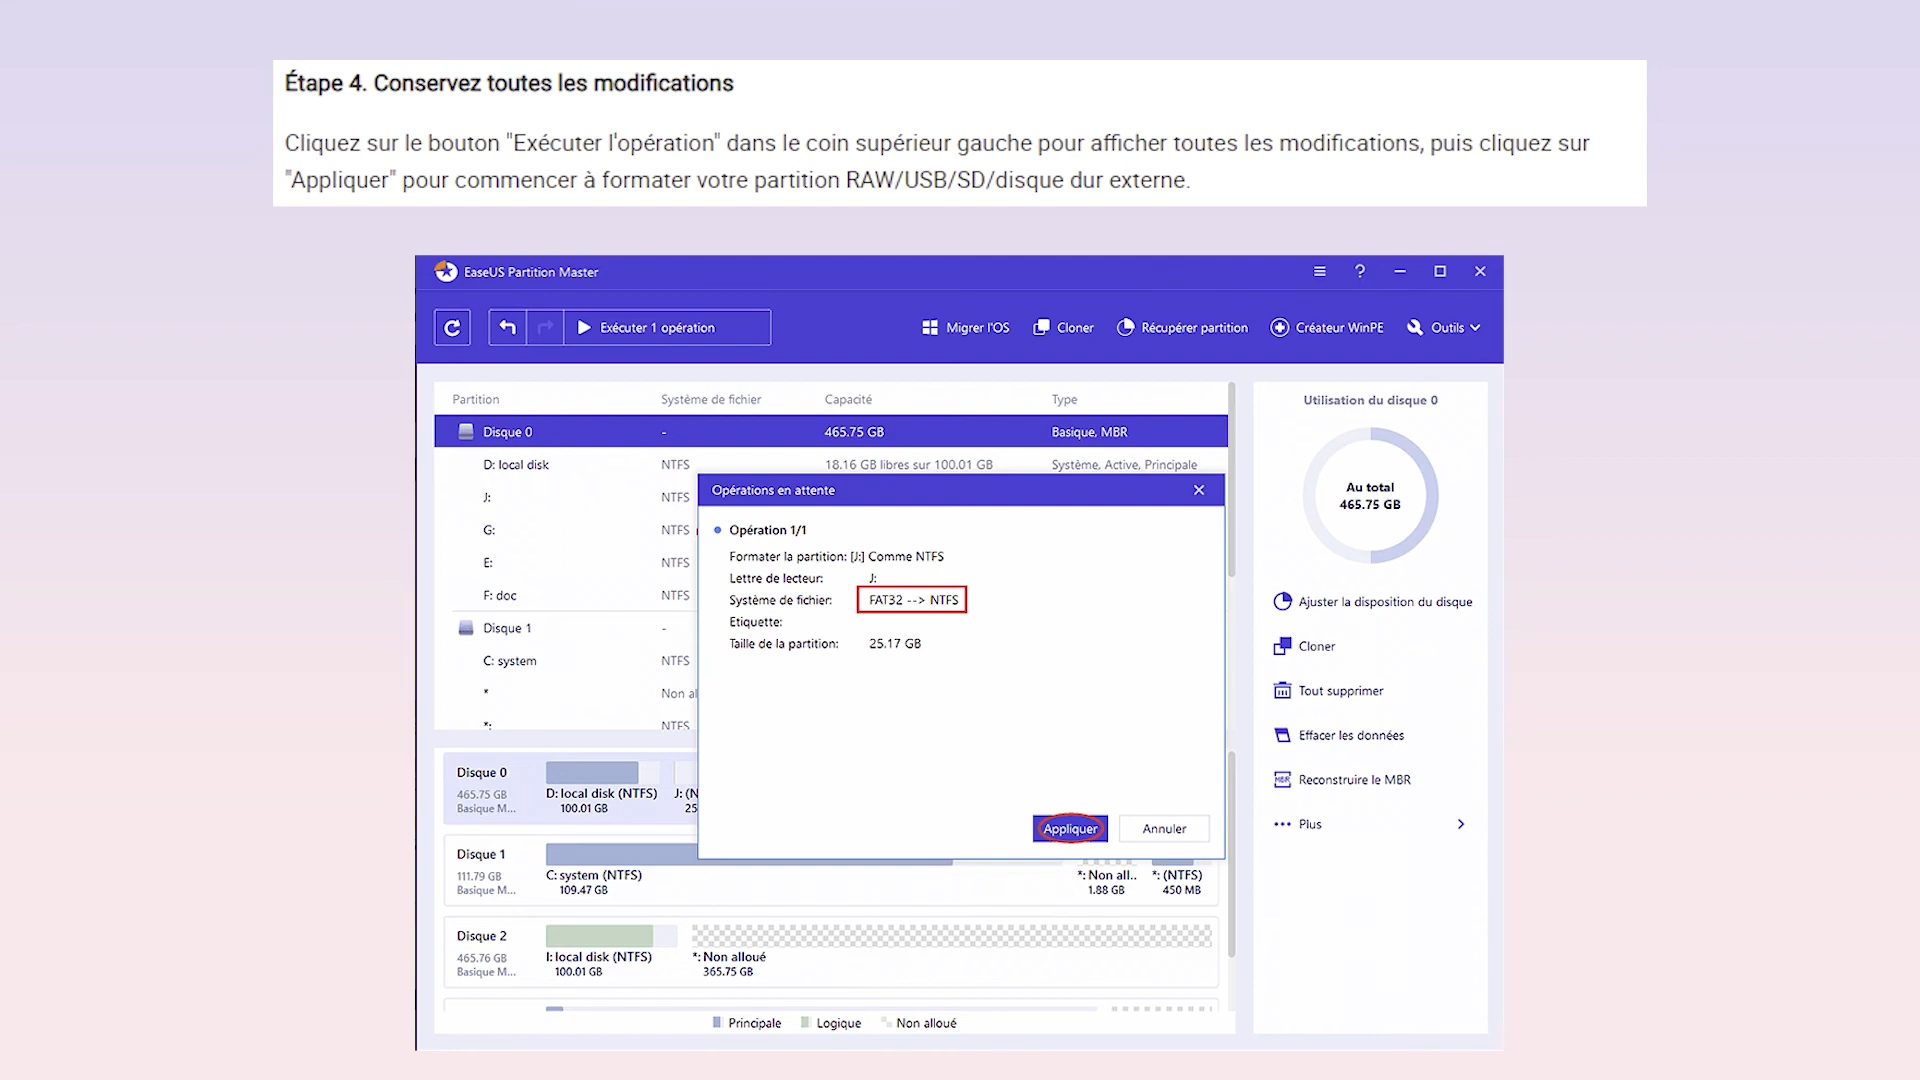 Étape 4. Conservez toutes les modifications
Cliquez sur le bouton "Exécuter l'opération" dans le coin supérieur gauche pour afficher toutes les modifications, puis cliquez sur
"Appliquer" pour commencer à formater votre partition RAW/USB/SD/disque dur externe.
EaseUS Partition Master
Exécuter 1 opération
Migrer l'OS
Cloner
Récupérer partition
Créateur WinPE
Outils
Partition
Système de fichier
Capacité
Type
Disque 0 - 465.75 GB Basique, MBR
D: local disk NTFS 18.16 GB libres sur 100.01 GB Système, Active, Principale
J: NTFS
G: NTFS
E: NTFS
F: doc NTFS
Disque 1 -
C: system NTFS
* Non al
*: NTFS
Opérations en attente
Opération 1/1
Formater la partition: [J:] Comme NTFS
Lettre de lecteur: J:
Système de fichier: FAT32 --> NTFS
Etiquette:
Taille de la partition: 25.17 GB
Appliquer
Annuler
Disque 0
465.75 GB
Basique M...
D: local disk (NTFS)
100.01 GB
J: (N
25
Disque 1
111.79 GB
Basique M...
C: system (NTFS)
109.47 GB
*: Non all..
1.88 GB
*: (NTFS)
450 MB
Disque 2
465.76 GB
Basique M...
I: local disk (NTFS)
100.01 GB
*: Non alloué
365.75 GB
Principale
Logique
Non alloué
Utilisation du disque 0
Au total
465.75 GB
Ajuster la disposition du disque
Cloner
Tout supprimer
Effacer les données
MBR Reconstruire le MBR
Plus